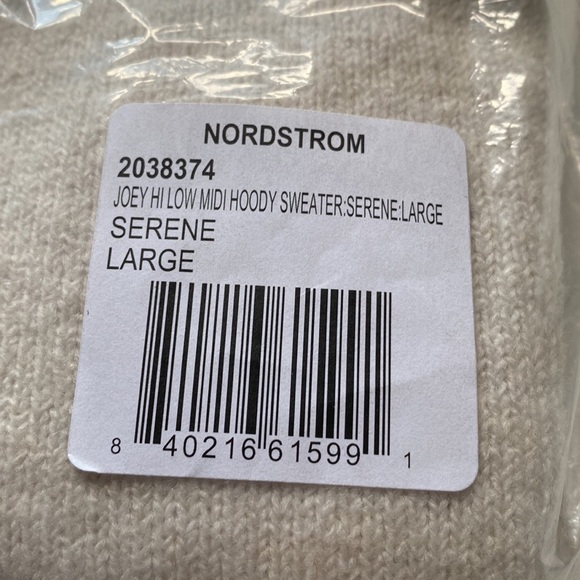 NORDSTROM
2038374
JOEY HI LOW MIDI HOODY SWEATER:SERENE:LARGE
SERENE
LARGE
8 40216 61599 1